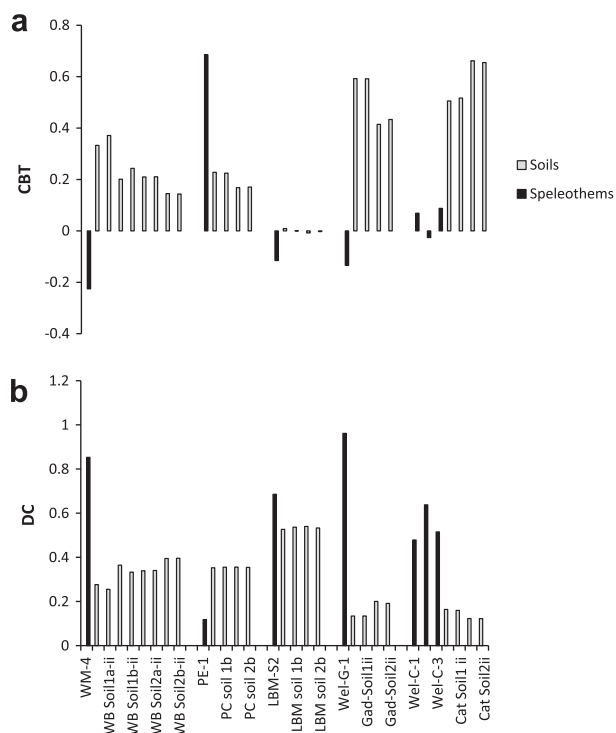 a
0.8
0.6
0.4
0.2
0
-0.2
-0.4
CBT
Soils
Speleothems
b
1.2
1
0.8
0.6
0.4
0.2
0
DC
WM-4
WB Soil1a-ii
WB Soil1b-ii
WB Soil2a-ii
WB Soil2b-ii
PE-1
PC soil 1b
PC soil 2b
LBM-S2
LBM soil 1b
LBM soil 2b
Wel-G-1
Gad-Soil1ii
Gad-Soil2ii
Wel-C-1
Wel-C-3
Cat Soil1 ii
Cat Soil2ii